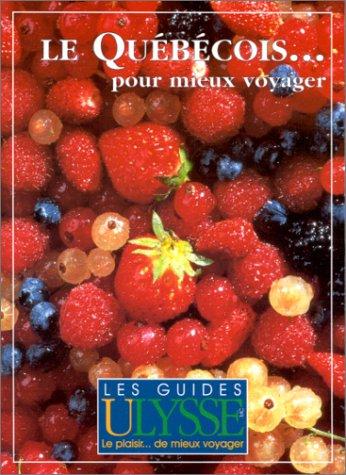 LE QUÉBÉCOIS...
pour mieux voyager
LES GUIDES
ULYSSE
Le plaisir... de mieux voyager